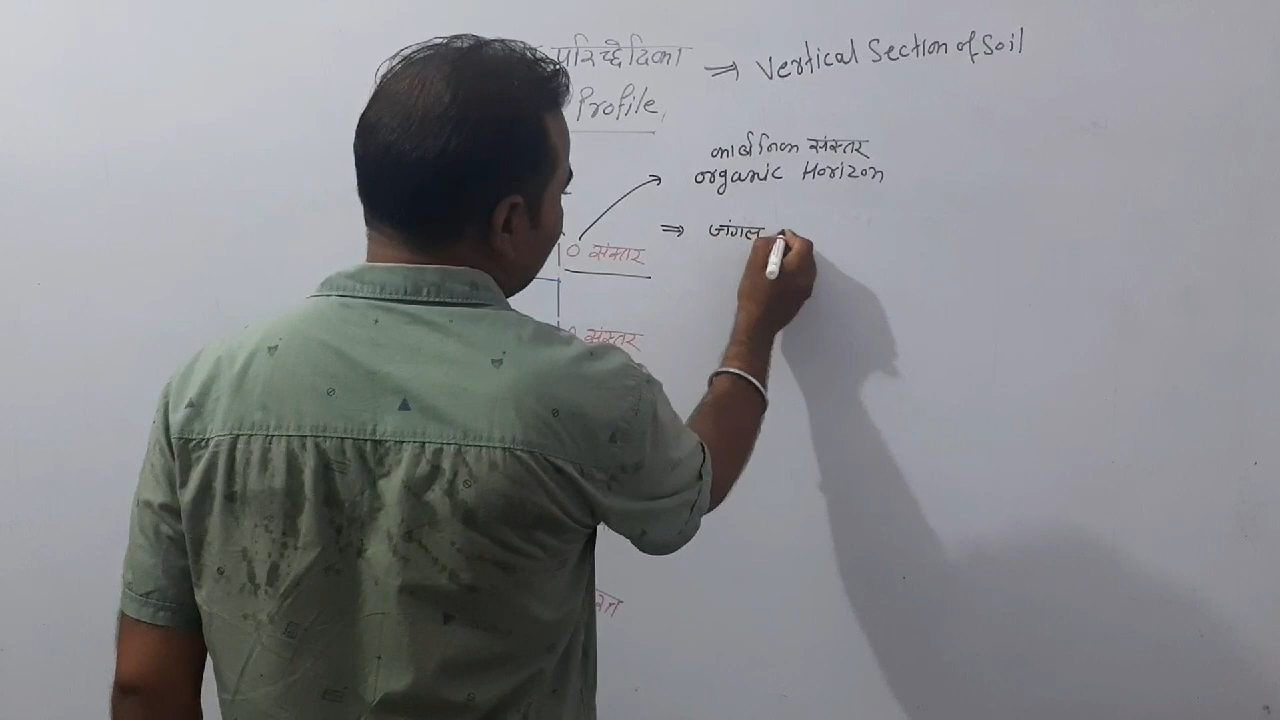 परिच्छेदिका ⇒ Vertical Section of Soil
Profile,
कार्बनिक संस्तर
organic Horizon
⇒ जंगल
O संस्तर
संस्तर